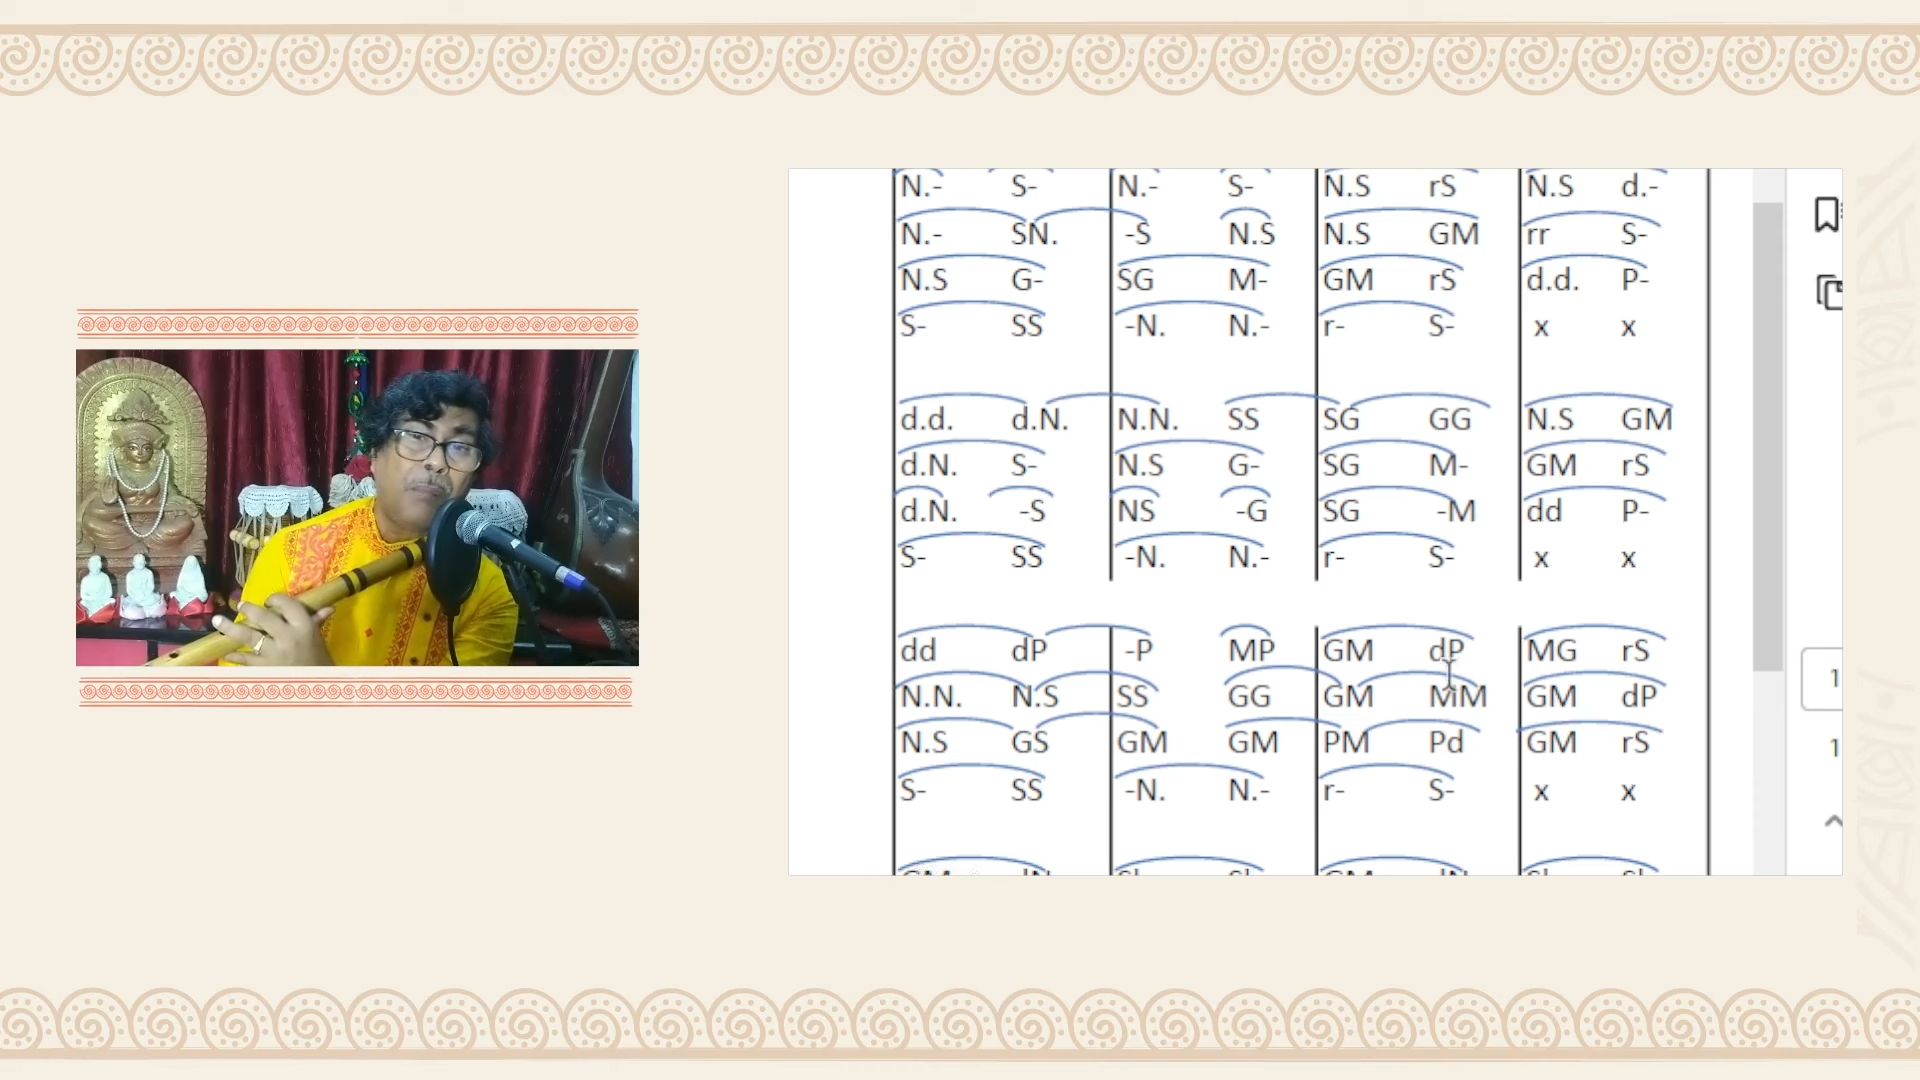 N.- S- N.- S- N.S rS N.S d.-
N.- SN. -S N.S N.S GM rr S-
N.S G- SG M- GM rS d.d. P-
S- SS -N. N.- r- S- x x
d.d. d.N. N.N. SS SG GG N.S GM
d.N. S- N.S G- SG M- GM rS
d.N. -S NS -G SG -M dd P-
S- SS -N. N.- r- S- x x
dd dP -P MP GM dP MG rS
N.N. N.S SS GG GM MM GM dP
N.S GS GM GM PM Pd GM rS
S- SS -N. N.- r- S- x x
1
1